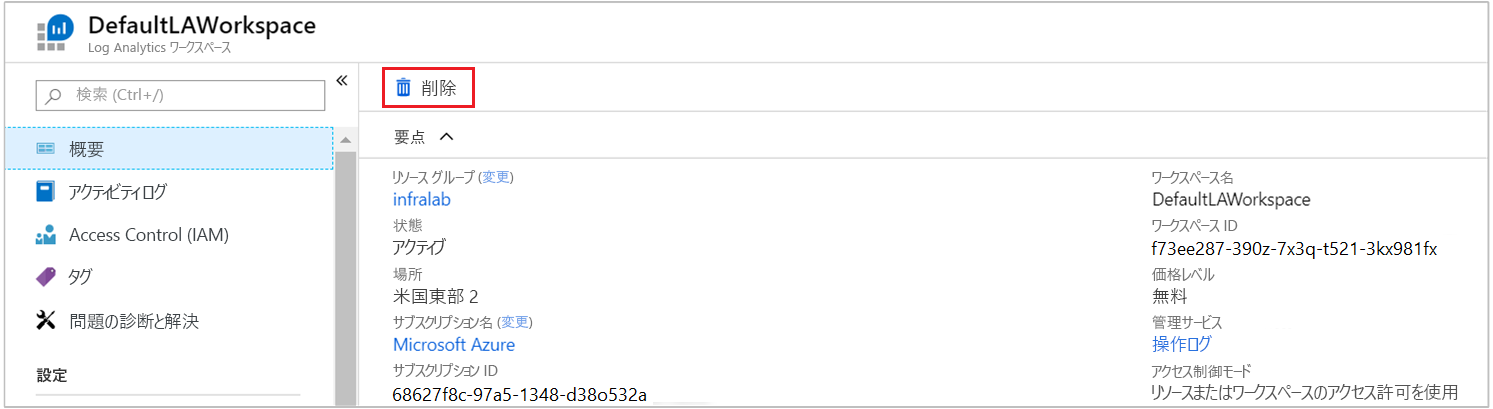 DefaultLAWorkspace
Log Analytics ワークスペース
検索 (Ctrl+/)
«
概要
アクティビティログ
Access Control (IAM)
タグ
問題の診断と解決
設定
削除
要点
リソース グループ (変更)
infralab
状態
アクティブ
場所
米国東部 2
サブスクリプション名 (変更)
Microsoft Azure
サブスクリプション ID
68627f8c-97a5-1348-d38o532a
ワークスペース名
DefaultLAWorkspace
ワークスペース ID
f73ee287-390z-7x3q-t521-3kx981fx
価格レベル
無料
管理サービス
操作ログ
アクセス制御モード
リソースまたはワークスペースのアクセス許可を使用